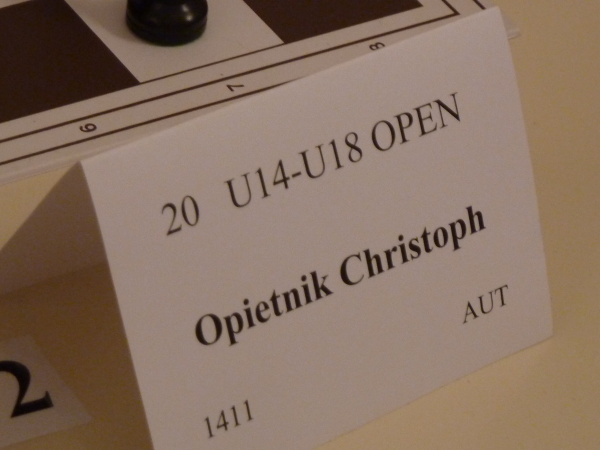 6 7 8
20 U14-U18 OPEN
Opietnik Christoph
AUT
1411
2